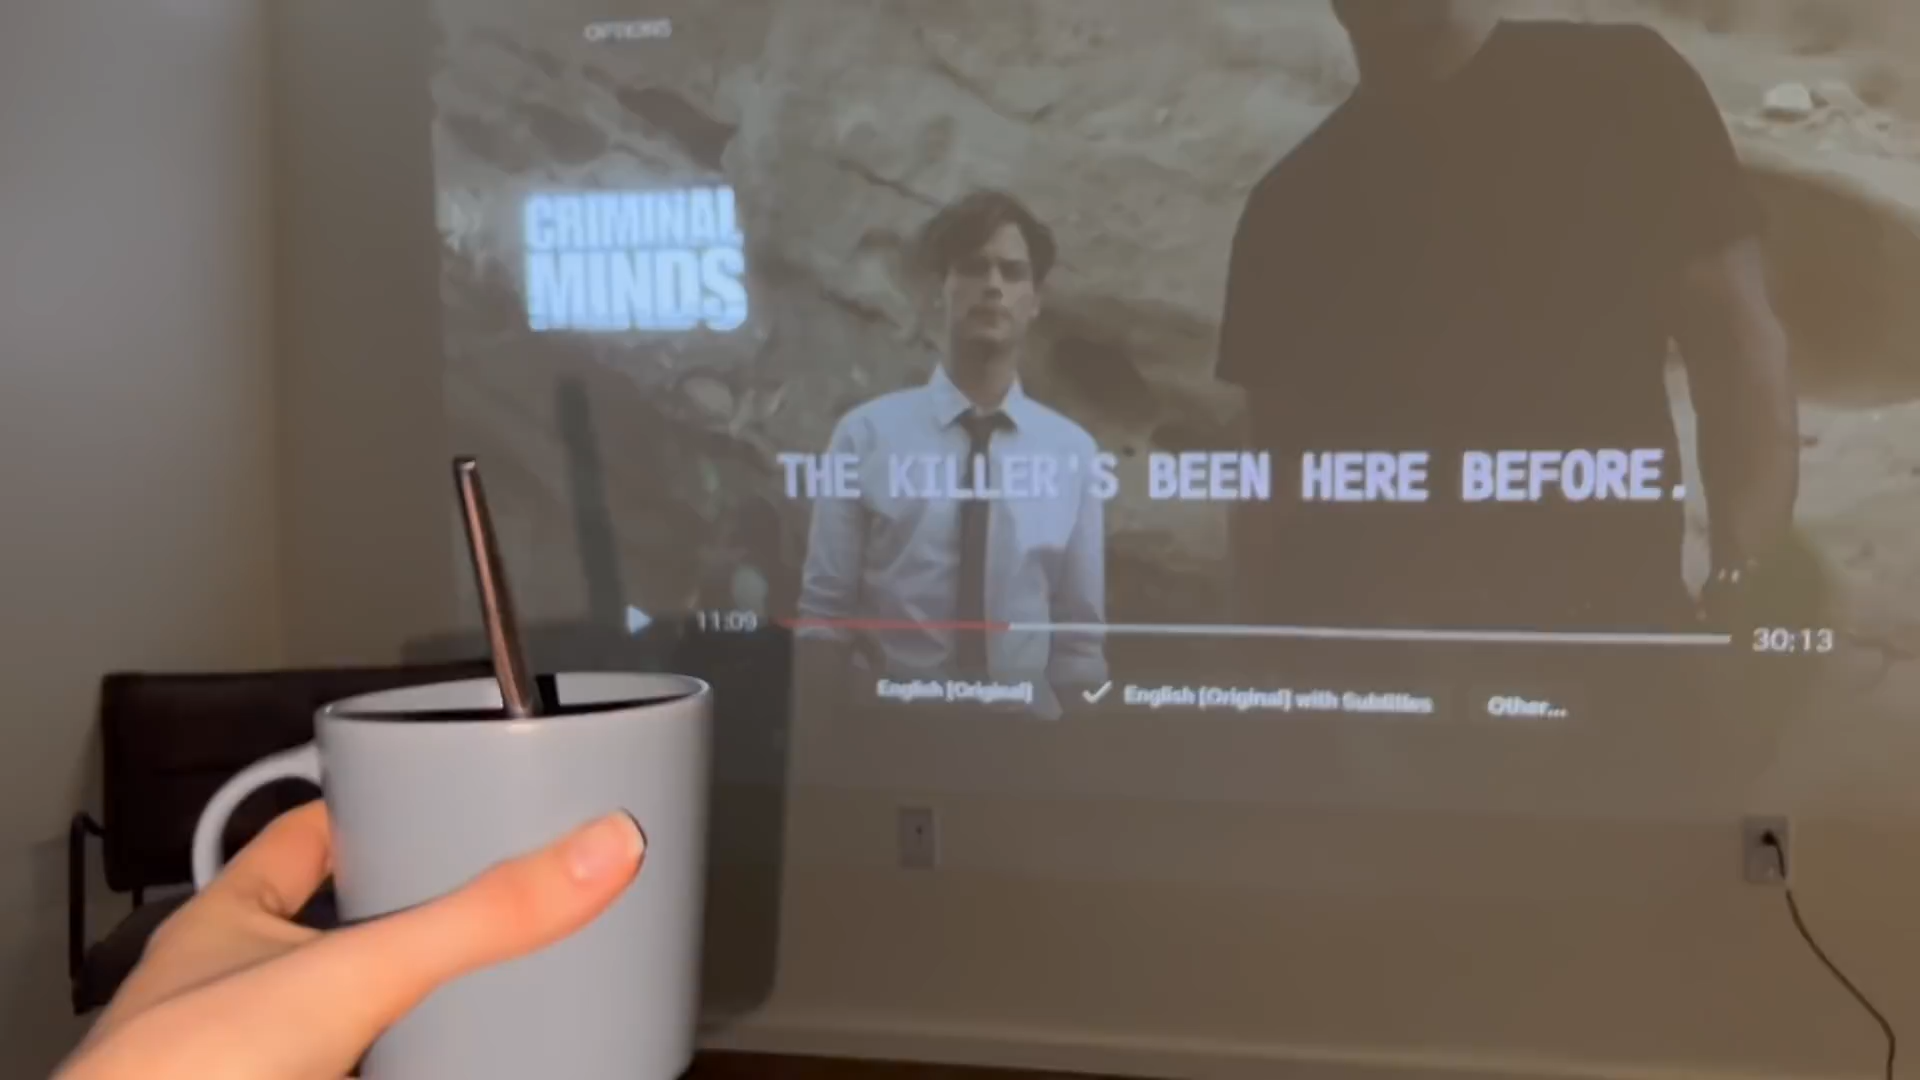 OPTIONS
CRIMINAL
MINDS
THE KILLER'S BEEN HERE BEFORE.
11:09
30:13
English [Original]
English [Original] with Subtitles
Other...